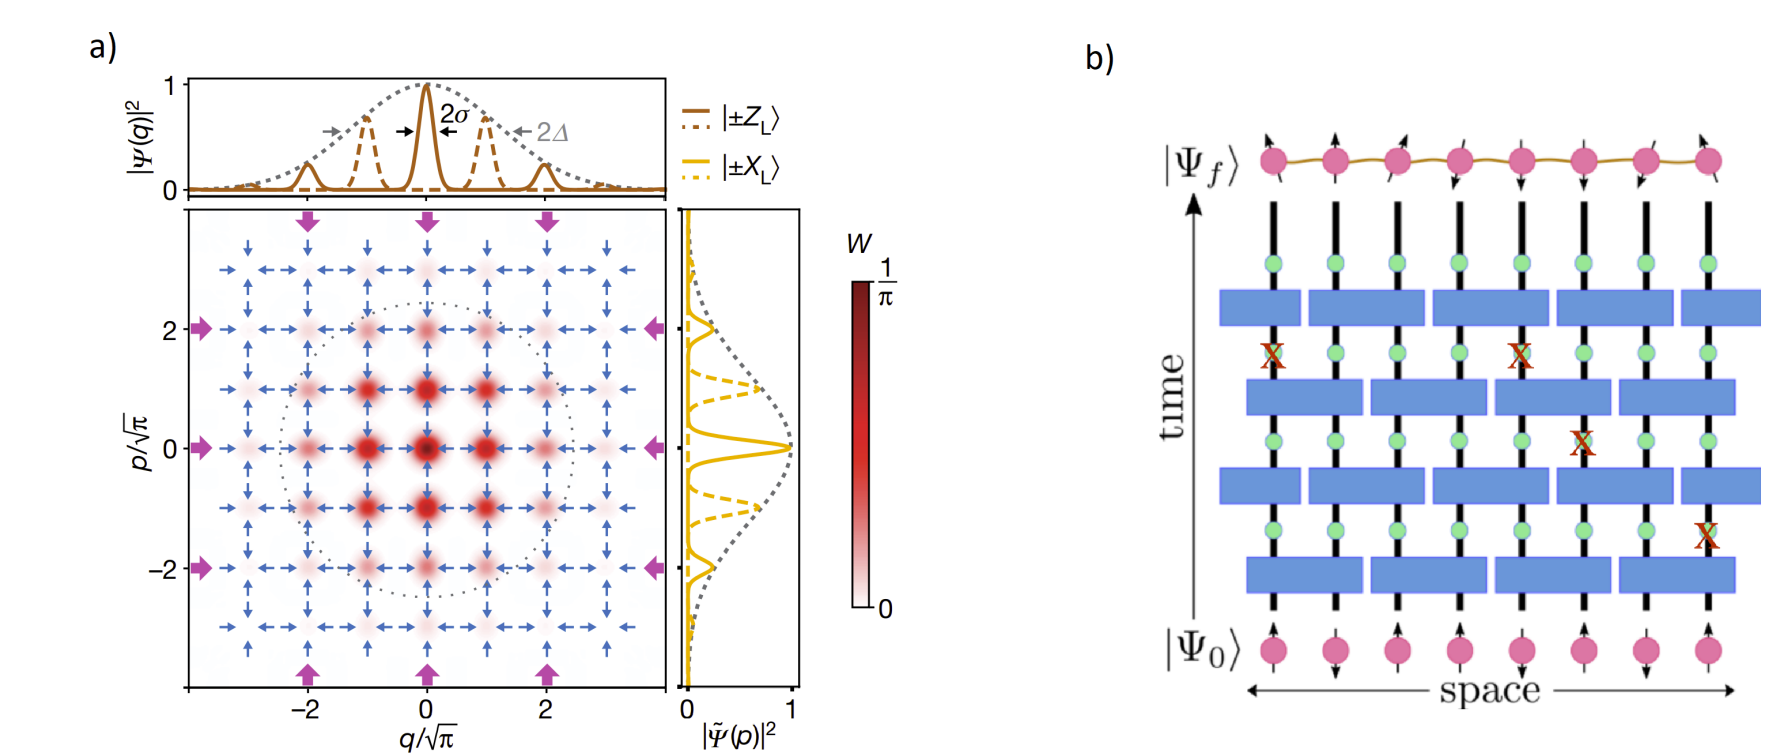 a)
|Ψ(q)|²
1
0
2σ
2Δ
|±Z_L⟩
|±X_L⟩
p/√π
2
0
−2
−2
0
2
q/√π
0
1
|Ψ̃(p)|²
W
1/π
0
b)
|Ψ_f⟩
time
X
X
X
X
|Ψ₀⟩
space